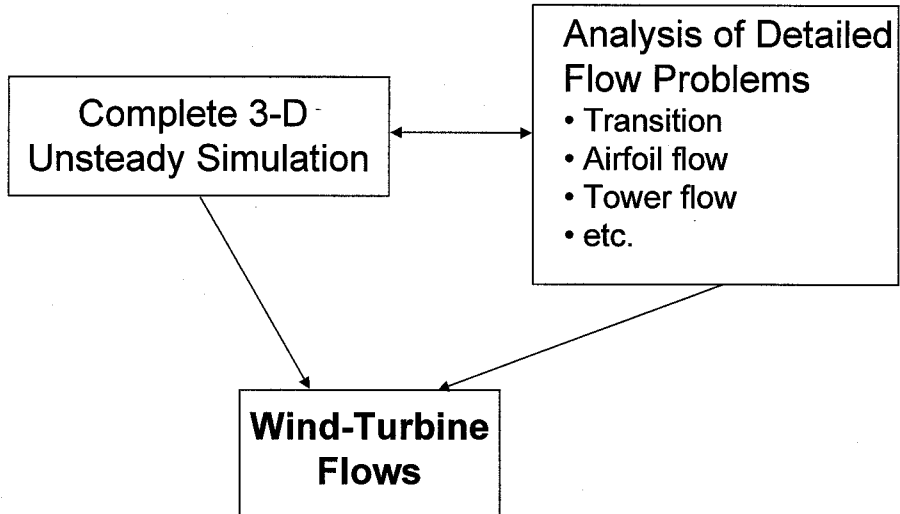 Complete 3-D
Unsteady Simulation
Analysis of Detailed
Flow Problems
• Transition
• Airfoil flow
• Tower flow
• etc.
Wind-Turbine
Flows